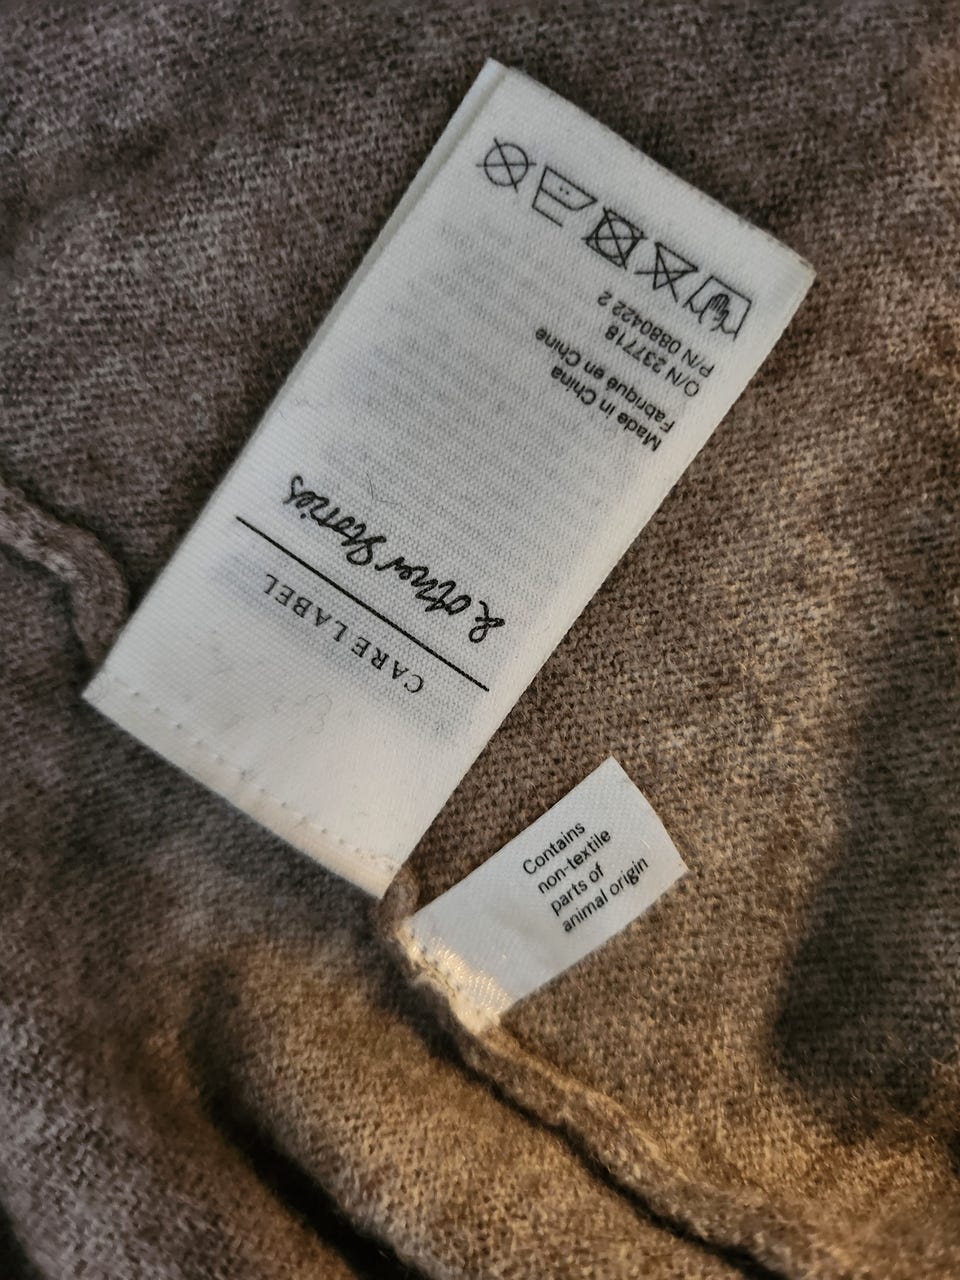 CARE LABEL
& other Stories
Made in China
Fabriqué en Chine
O/N 237718
P/N 0880422 2
Contains
non-textile
parts of
animal origin